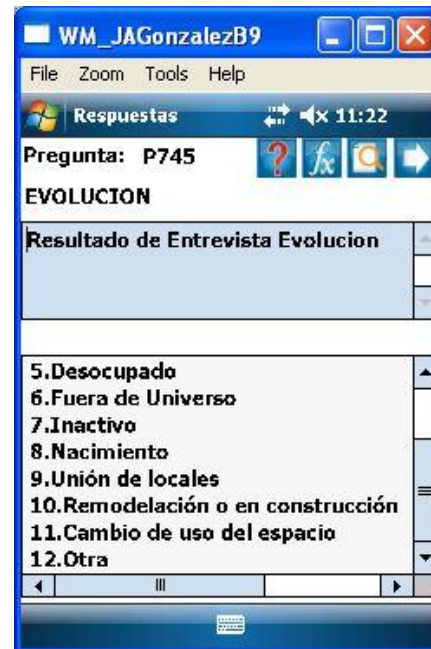 WM_JAGonzalezB9
File Zoom Tools Help
Respuestas 11:22
Pregunta: P745
? fx
EVOLUCION
Resultado de Entrevista Evolucion
5.Desocupado
6.Fuera de Universo
7.Inactivo
8.Nacimiento
9.Unión de locales
10.Remodelación o en construcción
11.Cambio de uso del espacio
12.Otra